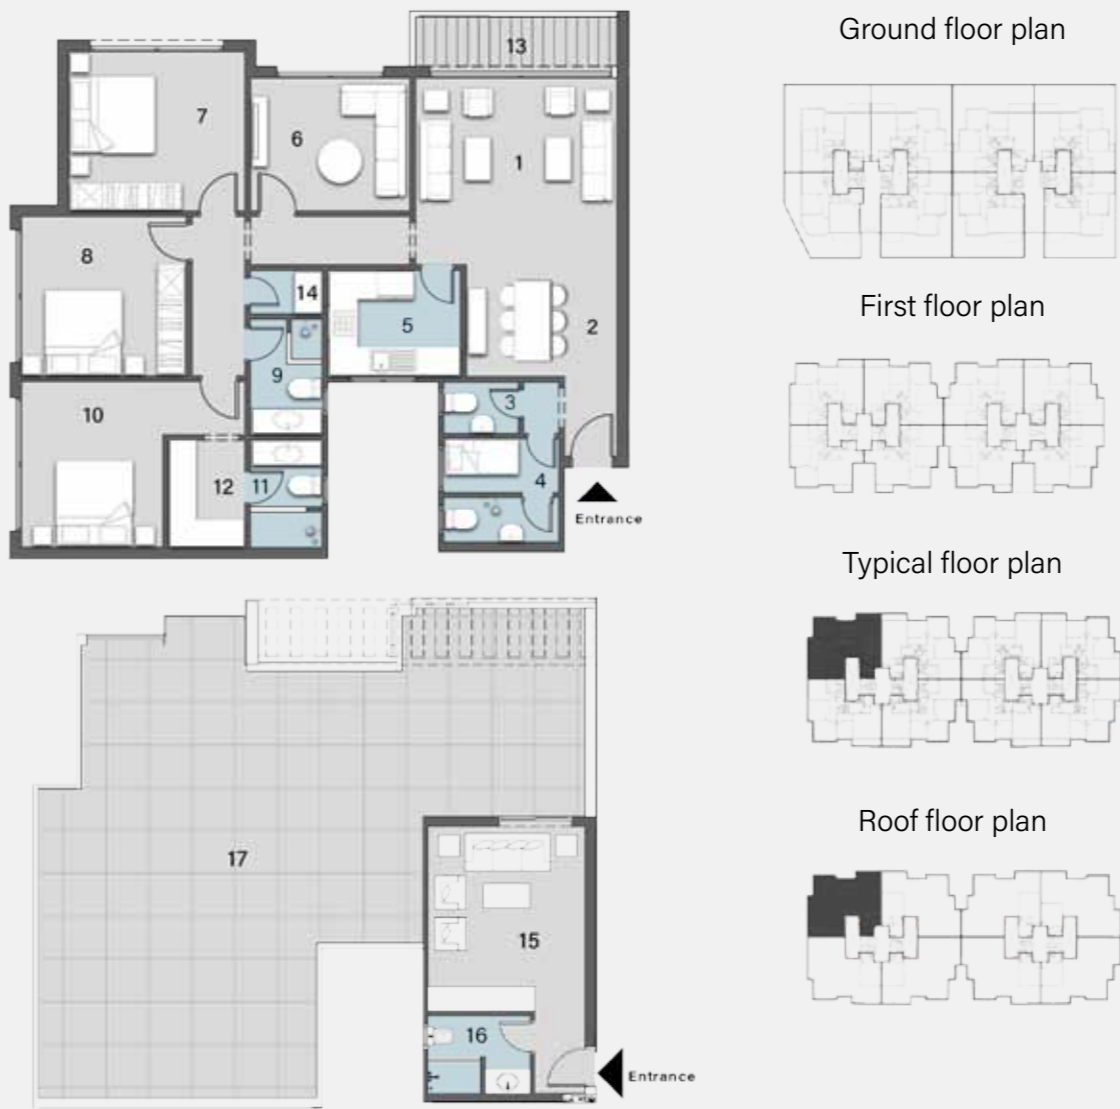 13
7
6
1
8
14
5
2
9
3
10
12
11
4
Entrance
17
15
16
Entrance
Ground floor plan
First floor plan
Typical floor plan
Roof floor plan